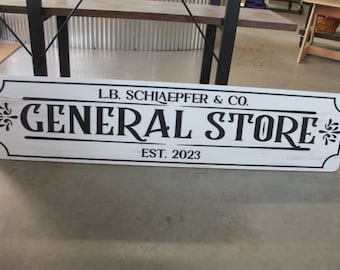 L.B. SCHLAEPFER & CO.
GENERAL STORE
EST. 2023